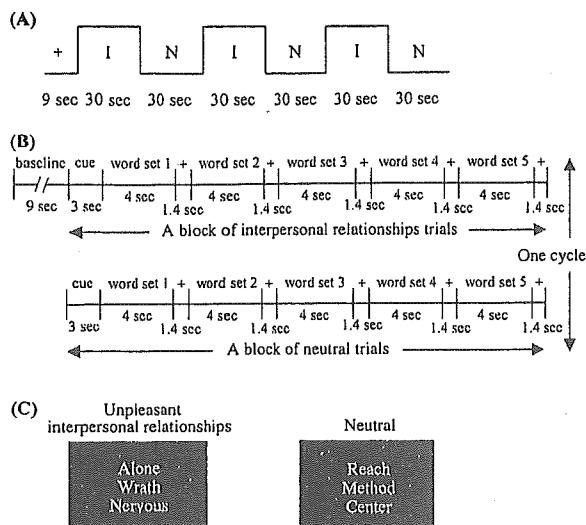 (A)
+ I N I N I N
9 sec 30 sec 30 sec 30 sec 30 sec 30 sec 30 sec
(B)
baseline cue word set 1 + word set 2 + word set 3 + word set 4 + word set 5 +
9 sec 3 sec 4 sec 1.4 sec 4 sec 1.4 sec 4 sec 1.4 sec 4 sec 1.4 sec 4 sec 1.4 sec
A block of interpersonal relationships trials
One cycle
cue word set 1 + word set 2 + word set 3 + word set 4 + word set 5 +
3 sec 4 sec 1.4 sec 4 sec 1.4 sec 4 sec 1.4 sec 4 sec 1.4 sec 4 sec 1.4 sec
A block of neutral trials
(C)
Unpleasant
interpersonal relationships
Alone
Wrath
Nervous
Neutral
Reach
Method
Center